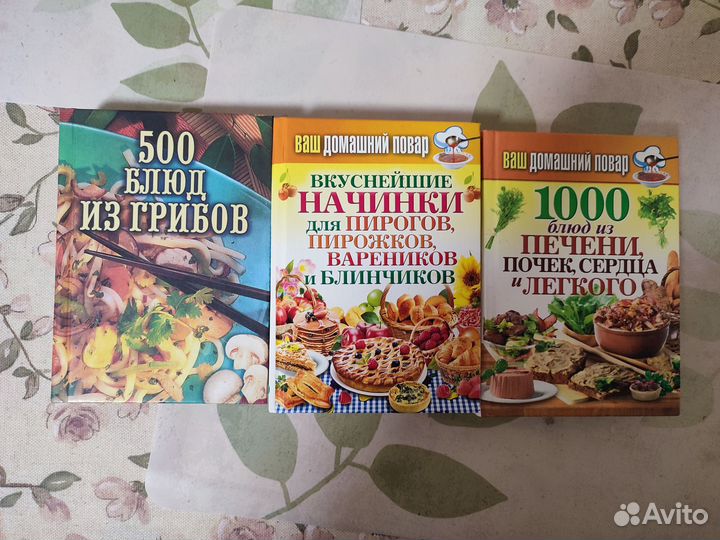 500
БЛЮД
ИЗ ГРИБОВ
ВАШ ДОМАШНИЙ ПОВАР
ВКУСНЕЙШИЕ
НАЧИНКИ
для ПИРОГОВ,
ПИРОЖКОВ,
ВАРЕНИКОВ
и БЛИНЧИКОВ
ВАШ ДОМАШНИЙ ПОВАР
1000
блюд из
ПЕЧЕНИ,
ПОЧЕК, СЕРДЦА
и ЛЕГКОГО
Avito